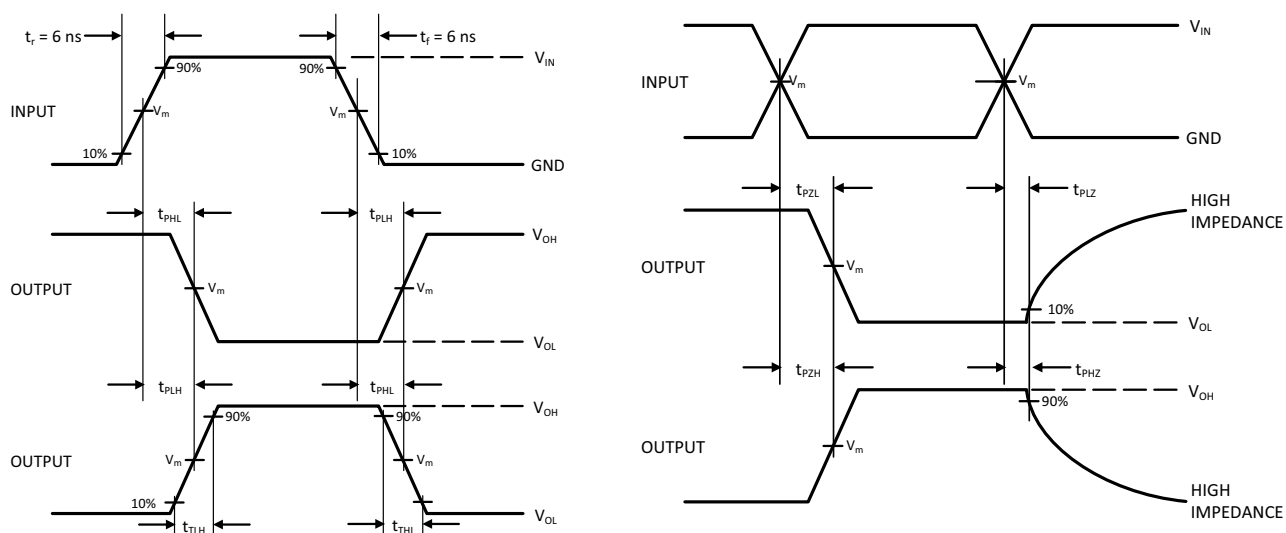 t_r = 6 ns
t_f = 6 ns
V_IN
90%
90%
INPUT
V_m
V_m
10%
10%
GND
t_PHL
t_PLH
V_OH
OUTPUT
V_m
V_m
V_OL
t_PLH
t_PHL
V_OH
90%
90%
OUTPUT
V_m
V_m
10%
V_OL
t_TLH
t_THL
V_IN
INPUT
V_m
V_m
GND
t_PZL
t_PLZ
HIGH
IMPEDANCE
OUTPUT
V_m
10%
V_OL
t_PZH
t_PHZ
V_OH
90%
OUTPUT
V_m
HIGH
IMPEDANCE